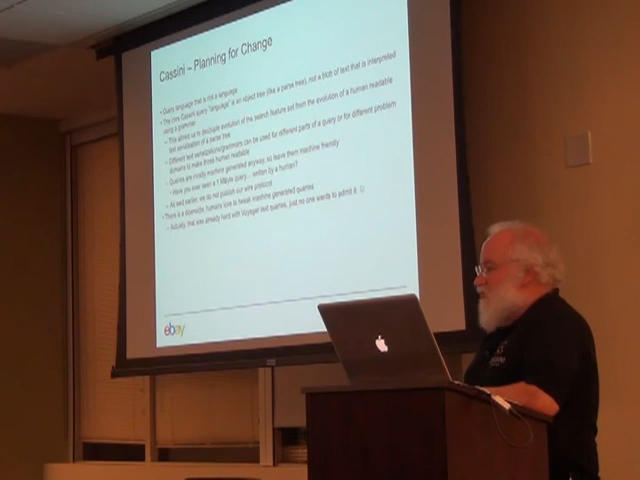 Cassini – Planning for Change
• Query language that is not a language
• The core Cassini query "language" is an object tree (like a parse tree), not a blob of text that is interpreted
using a grammar
– This allows us to decouple evolution of the search feature set from the evolution of a human readable
text serialization of a parse tree
– Different text serializations/grammars can be used for different parts of a query or for different problem
domains to make those human readable
– Queries are mostly machine generated anyway, so leave them machine friendly
• Have you ever seen a 1 MByte query... written by a human?
– As said earlier, we do not publish our wire protocol
• There is a downside, humans love to tweak machine generated queries
– Actually, that was already hard with Voyager text queries, just no one wants to admit it ☺
ebay